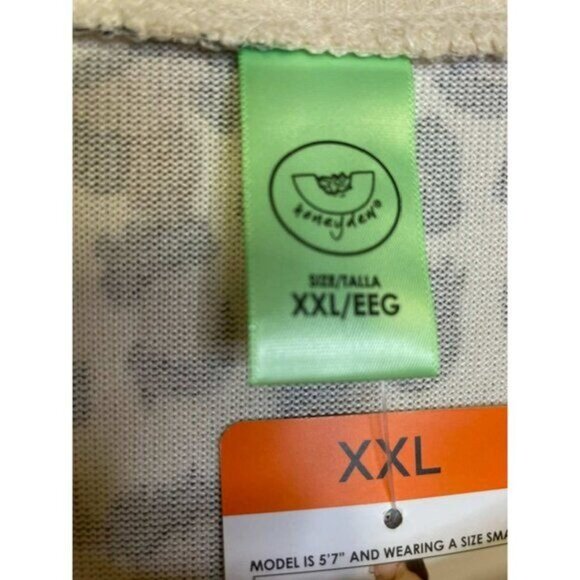 honeydew®
SIZE/TALLA
XXL/EEG
XXL
MODEL IS 5'7" AND WEARING A SIZE SMA